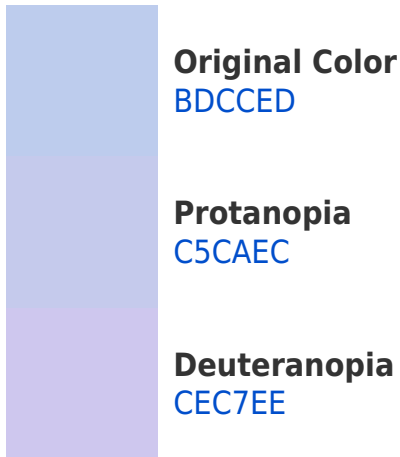 Original Color
BDCCED
Protanopia
C5CAEC
Deuteranopia
CEC7EE